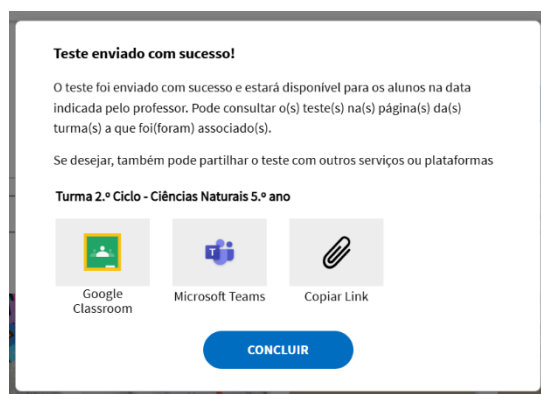 Teste enviado com sucesso!
O teste foi enviado com sucesso e estará disponível para os alunos na data
indicada pelo professor. Pode consultar o(s) teste(s) na(s) página(s) da(s)
turma(s) a que foi(foram) associado(s).
Se desejar, também pode partilhar o teste com outros serviços ou plataformas
Turma 2.º Ciclo - Ciências Naturais 5.º ano
Google
Classroom
Microsoft Teams
Copiar Link
CONCLUIR